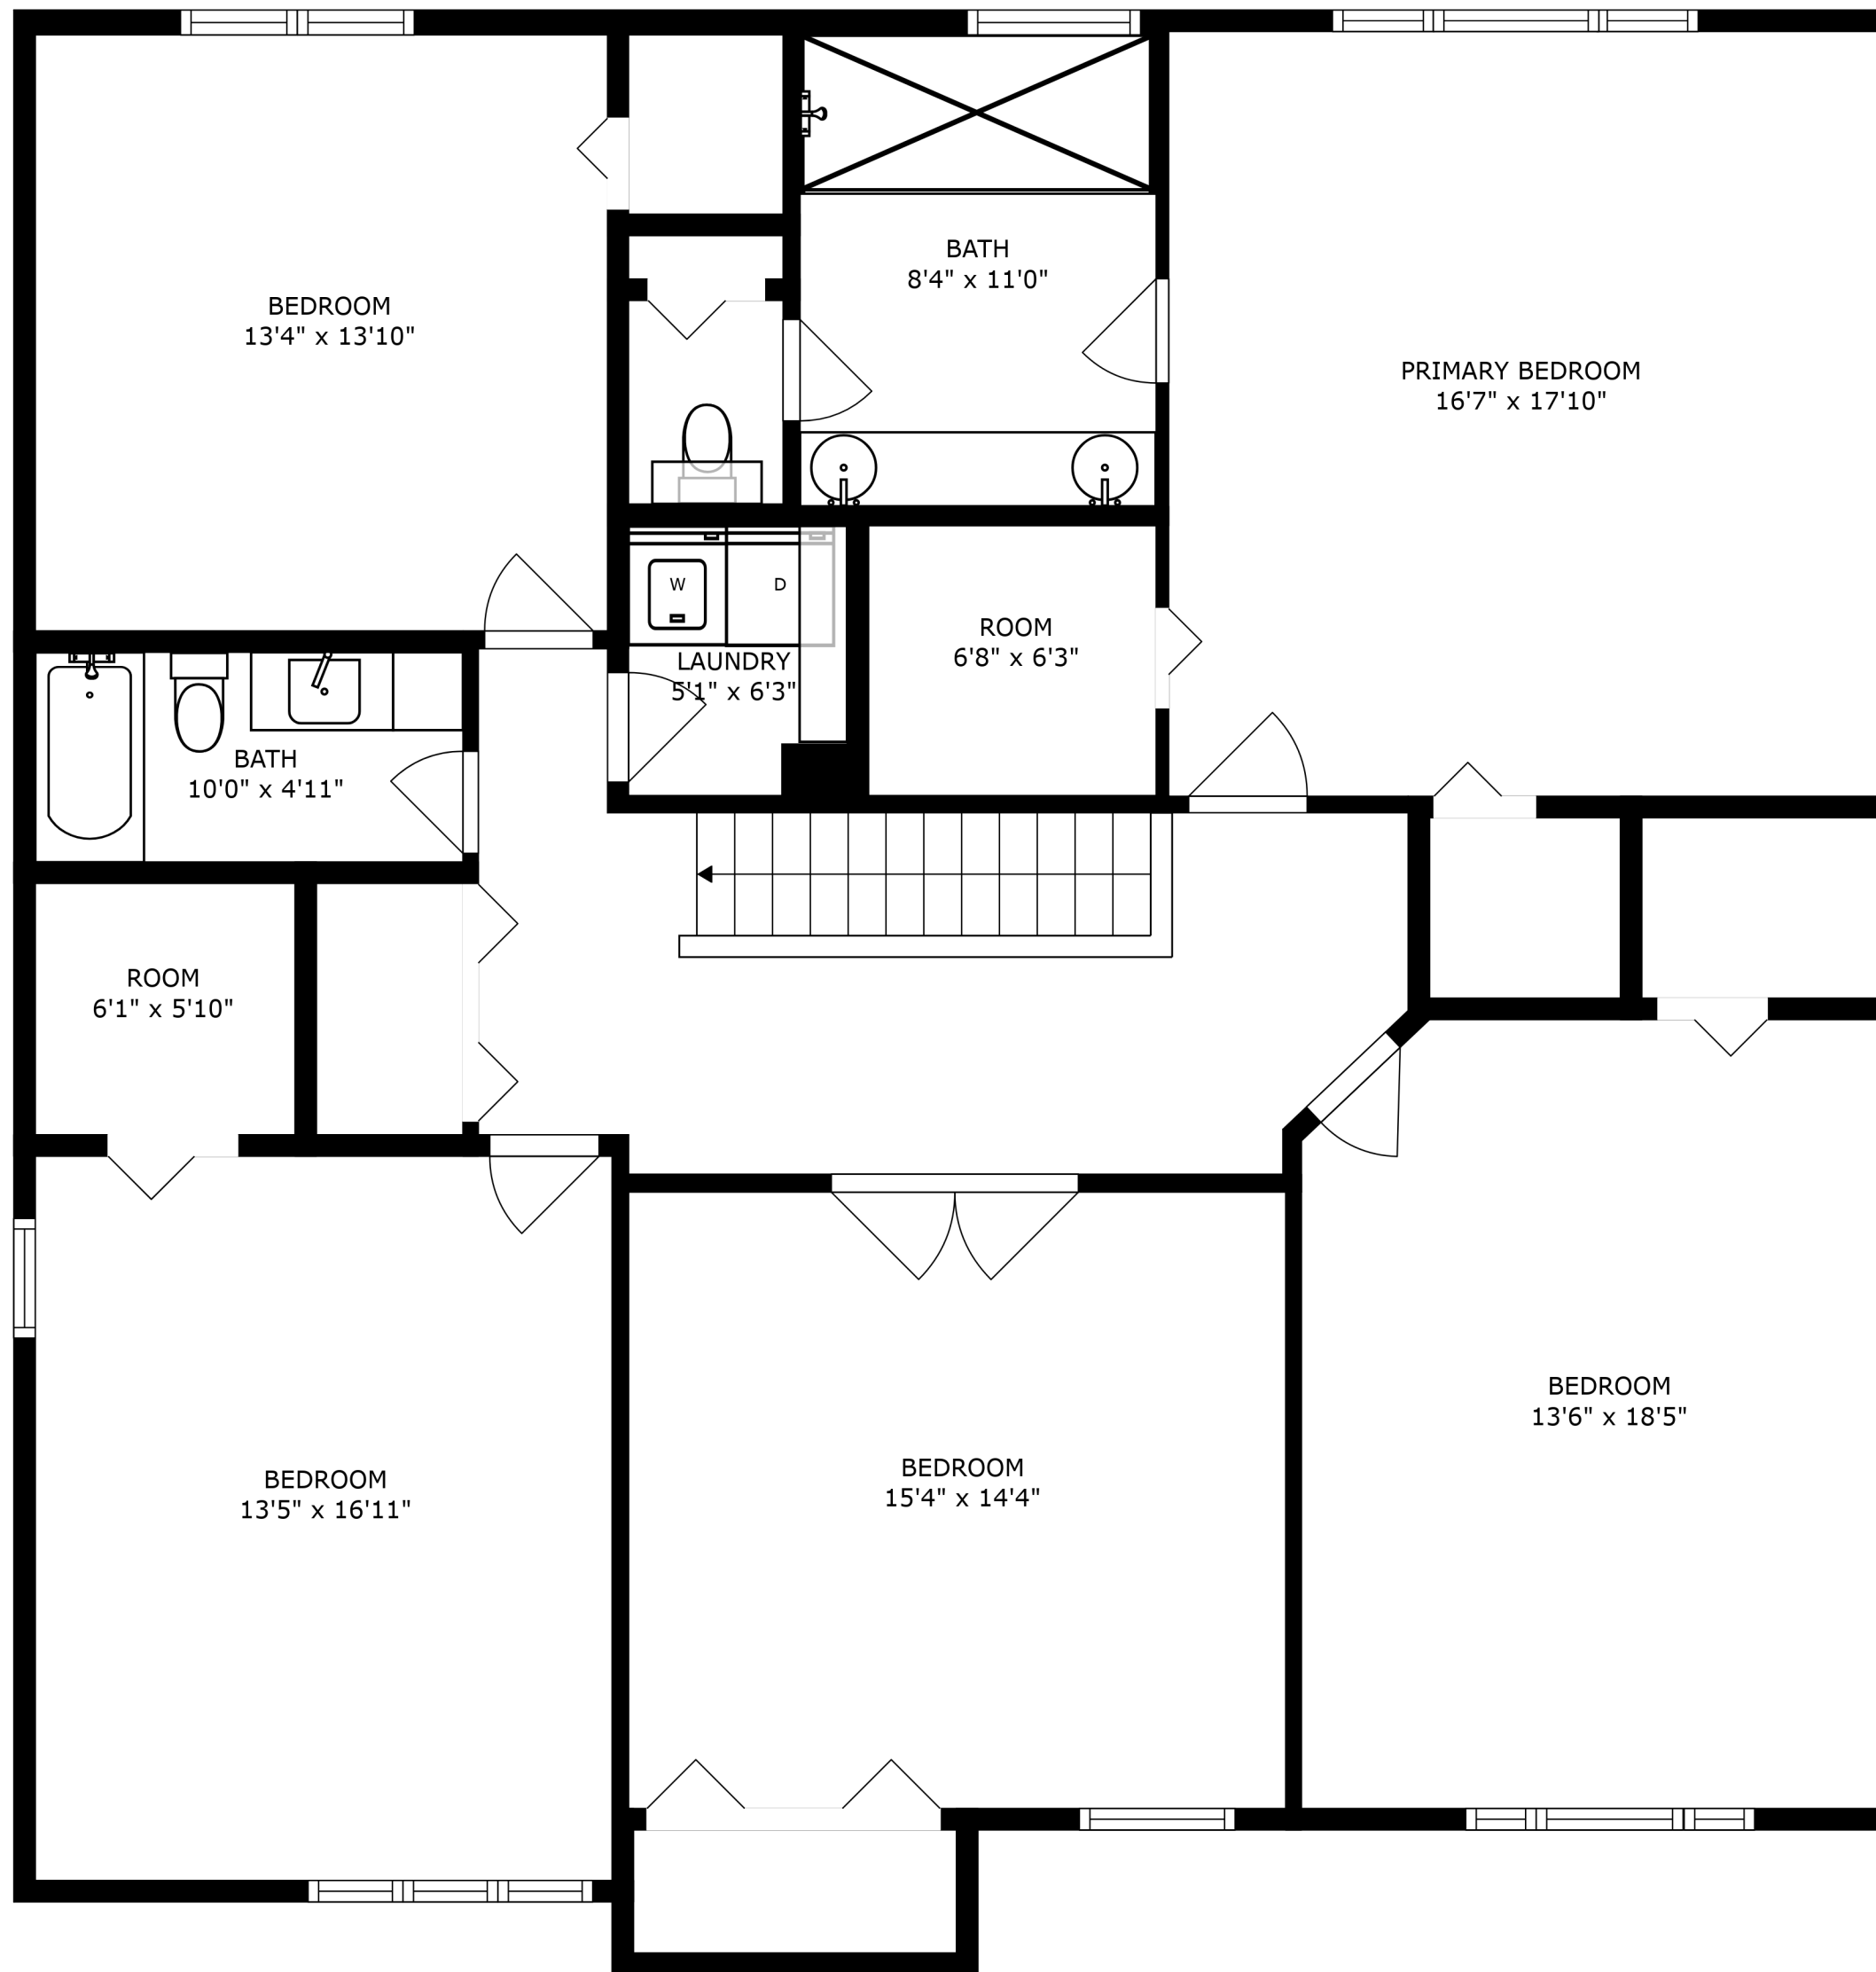 BATH
8'4" x 11'0"
BEDROOM
13'4" x 13'10"
PRIMARY BEDROOM
16'7" x 17'10"
W
D
ROOM
6'8" x 6'3"
LAUNDRY
5'1" x 6'3"
BATH
10'0" x 4'11"
ROOM
6'1" x 5'10"
BEDROOM
13'6" x 18'5"
BEDROOM
15'4" x 14'4"
BEDROOM
13'5" x 16'11"